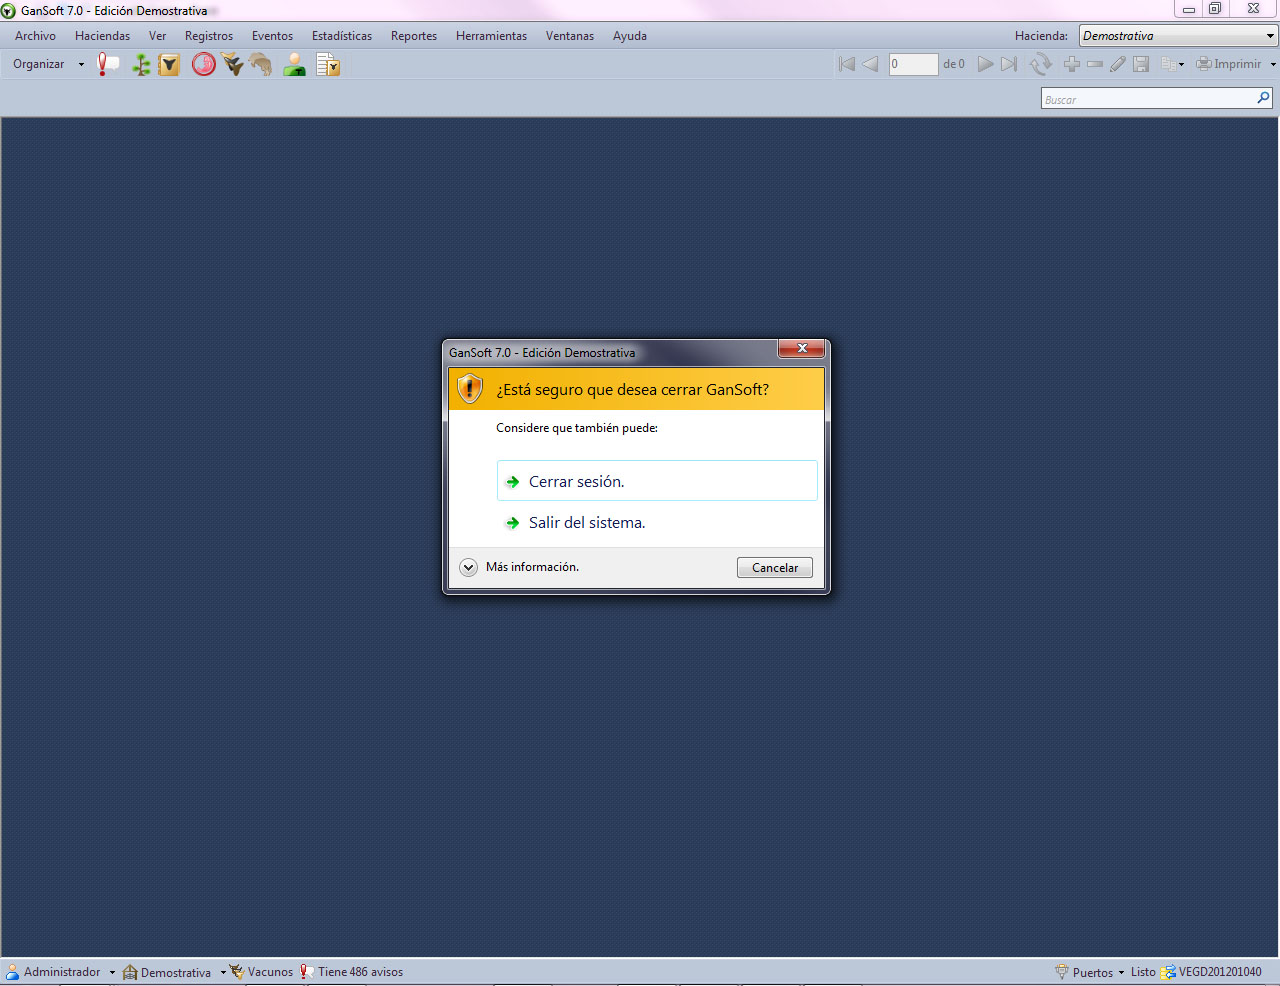 GanSoft 7.0 - Edición Demostrativa
Archivo Haciendas Ver Registros Eventos Estadísticas Reportes Herramientas Ventanas Ayuda Hacienda: Demostrativa
Organizar 0 de 0 Imprimir
Buscar
GanSoft 7.0 - Edición Demostrativa
¿Está seguro que desea cerrar GanSoft?
Considere que también puede:
Cerrar sesión.
Salir del sistema.
Más información. Cancelar
Administrador Demostrativa Vacunos Tiene 486 avisos Puertos Listo VEGD201201040